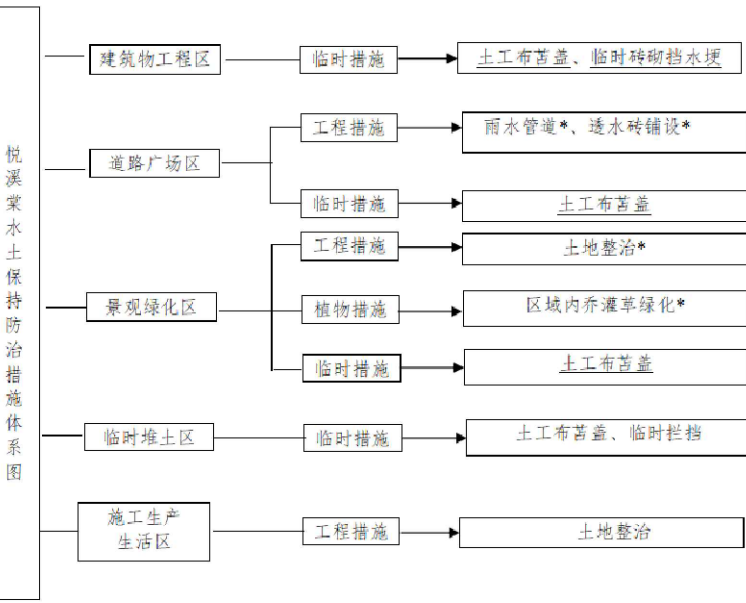 悦溪棠水土保持防治措施体系图
建筑物工程区
临时措施
土工布苫盖、临时砖砌挡水埂
道路广场区
工程措施
雨水管道*、透水砖铺设*
临时措施
土工布苫盖
景观绿化区
工程措施
土地整治*
植物措施
区域内乔灌草绿化*
临时措施
土工布苫盖
临时堆土区
临时措施
土工布苫盖、临时拦挡
施工生产
生活区
工程措施
土地整治